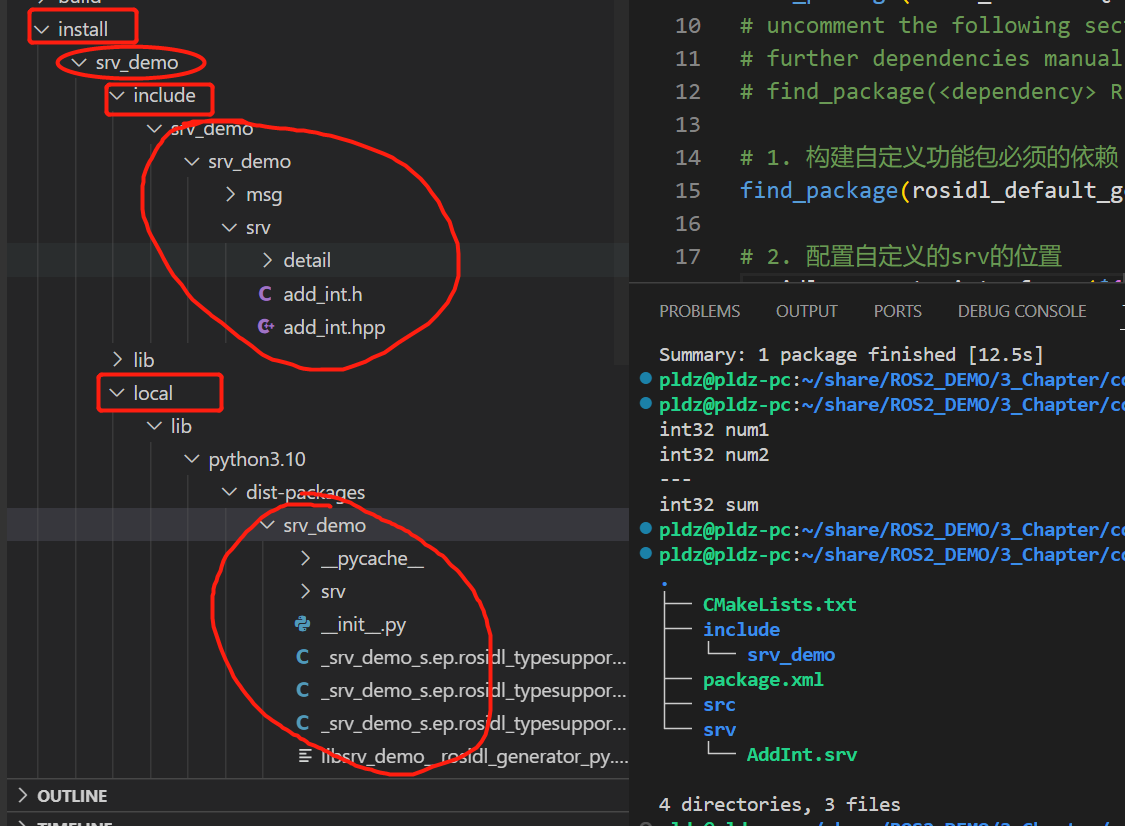 build
install
srv_demo
include
srv_demo
srv_demo
msg
srv
detail
add_int.h
add_int.hpp
lib
local
lib
python3.10
dist-packages
srv_demo
__pycache__
srv
__init__.py
_srv_demo_s.ep.rosidl_typesuppor...
_srv_demo_s.ep.rosidl_typesuppor...
_srv_demo_s.ep.rosidl_typesuppor...
libsrv_demo__rosidl_generator_py....
OUTLINE
TIMELINE
10 # uncomment the following sec
11 # further dependencies manual
12 # find_package(<dependency> R
13
14 # 1. 构建自定义功能包必须的依赖
15 find_package(rosidl_default_g
16
17 # 2. 配置自定义的srv的位置
PROBLEMS OUTPUT PORTS DEBUG CONSOLE
Summary: 1 package finished [12.5s]
pldz@pldz-pc:~/share/ROS2_DEMO/3_Chapter/co
pldz@pldz-pc:~/share/ROS2_DEMO/3_Chapter/co
int32 num1
int32 num2
---
int32 sum
pldz@pldz-pc:~/share/ROS2_DEMO/3_Chapter/co
pldz@pldz-pc:~/share/ROS2_DEMO/3_Chapter/co
.
├── CMakeLists.txt
├── include
│   └── srv_demo
├── package.xml
├── src
└── srv
    └── AddInt.srv
4 directories, 3 files